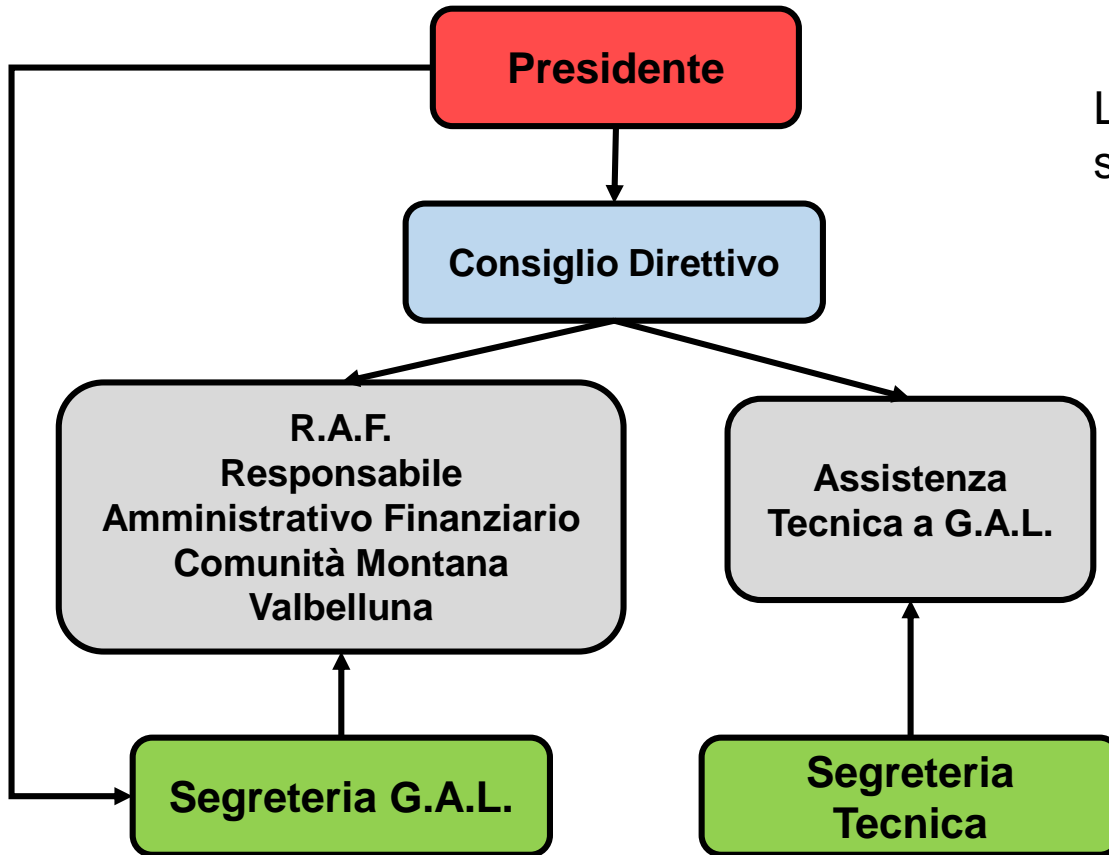 Presidente
L
s
Consiglio Direttivo
R.A.F.
Responsabile
Amministrativo Finanziario
Comunità Montana
Valbelluna
Assistenza
Tecnica a G.A.L.
Segreteria G.A.L.
Segreteria
Tecnica